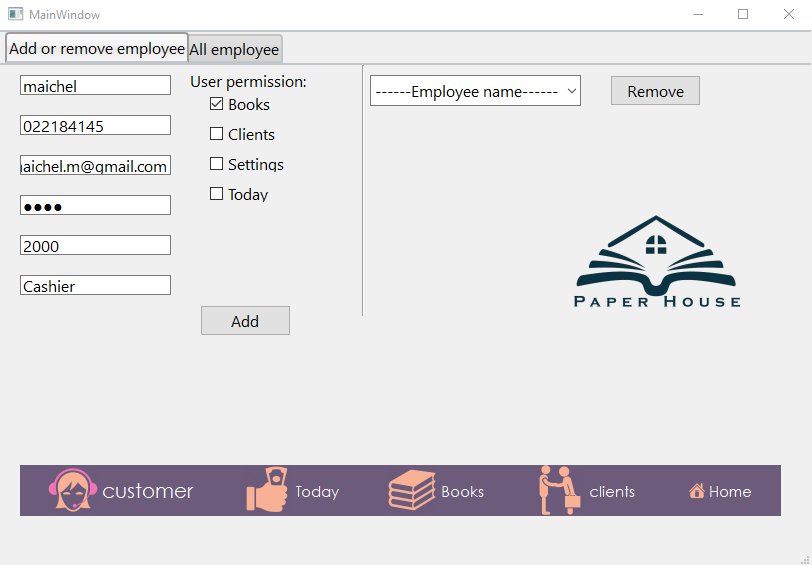 MainWindow
Add or remove employee
All employee
maichel
022184145
aichel.m@gmail.com
●●●●
2000
Cashier
User permission:
Books
Clients
Settings
Today
Add
------Employee name------
Remove
PAPER HOUSE
customer
Today
Books
clients
Home